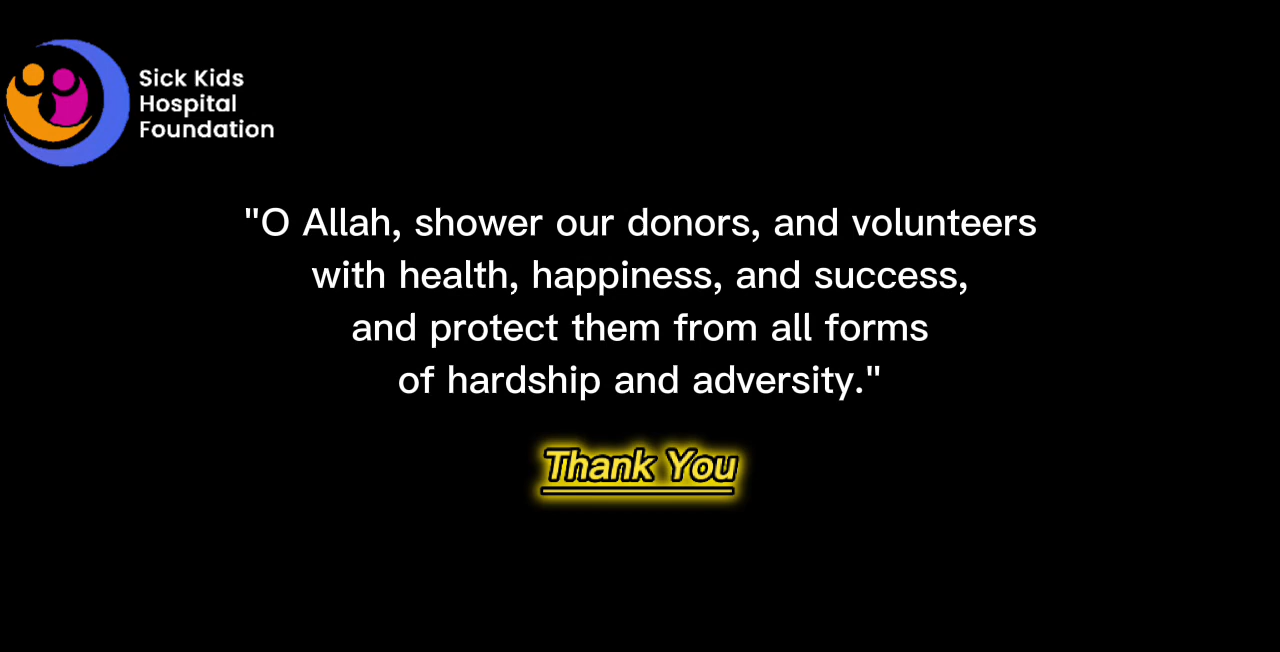 Sick Kids
Hospital
Foundation
"O Allah, shower our donors, and volunteers
with health, happiness, and success,
and protect them from all forms
of hardship and adversity."
Thank You